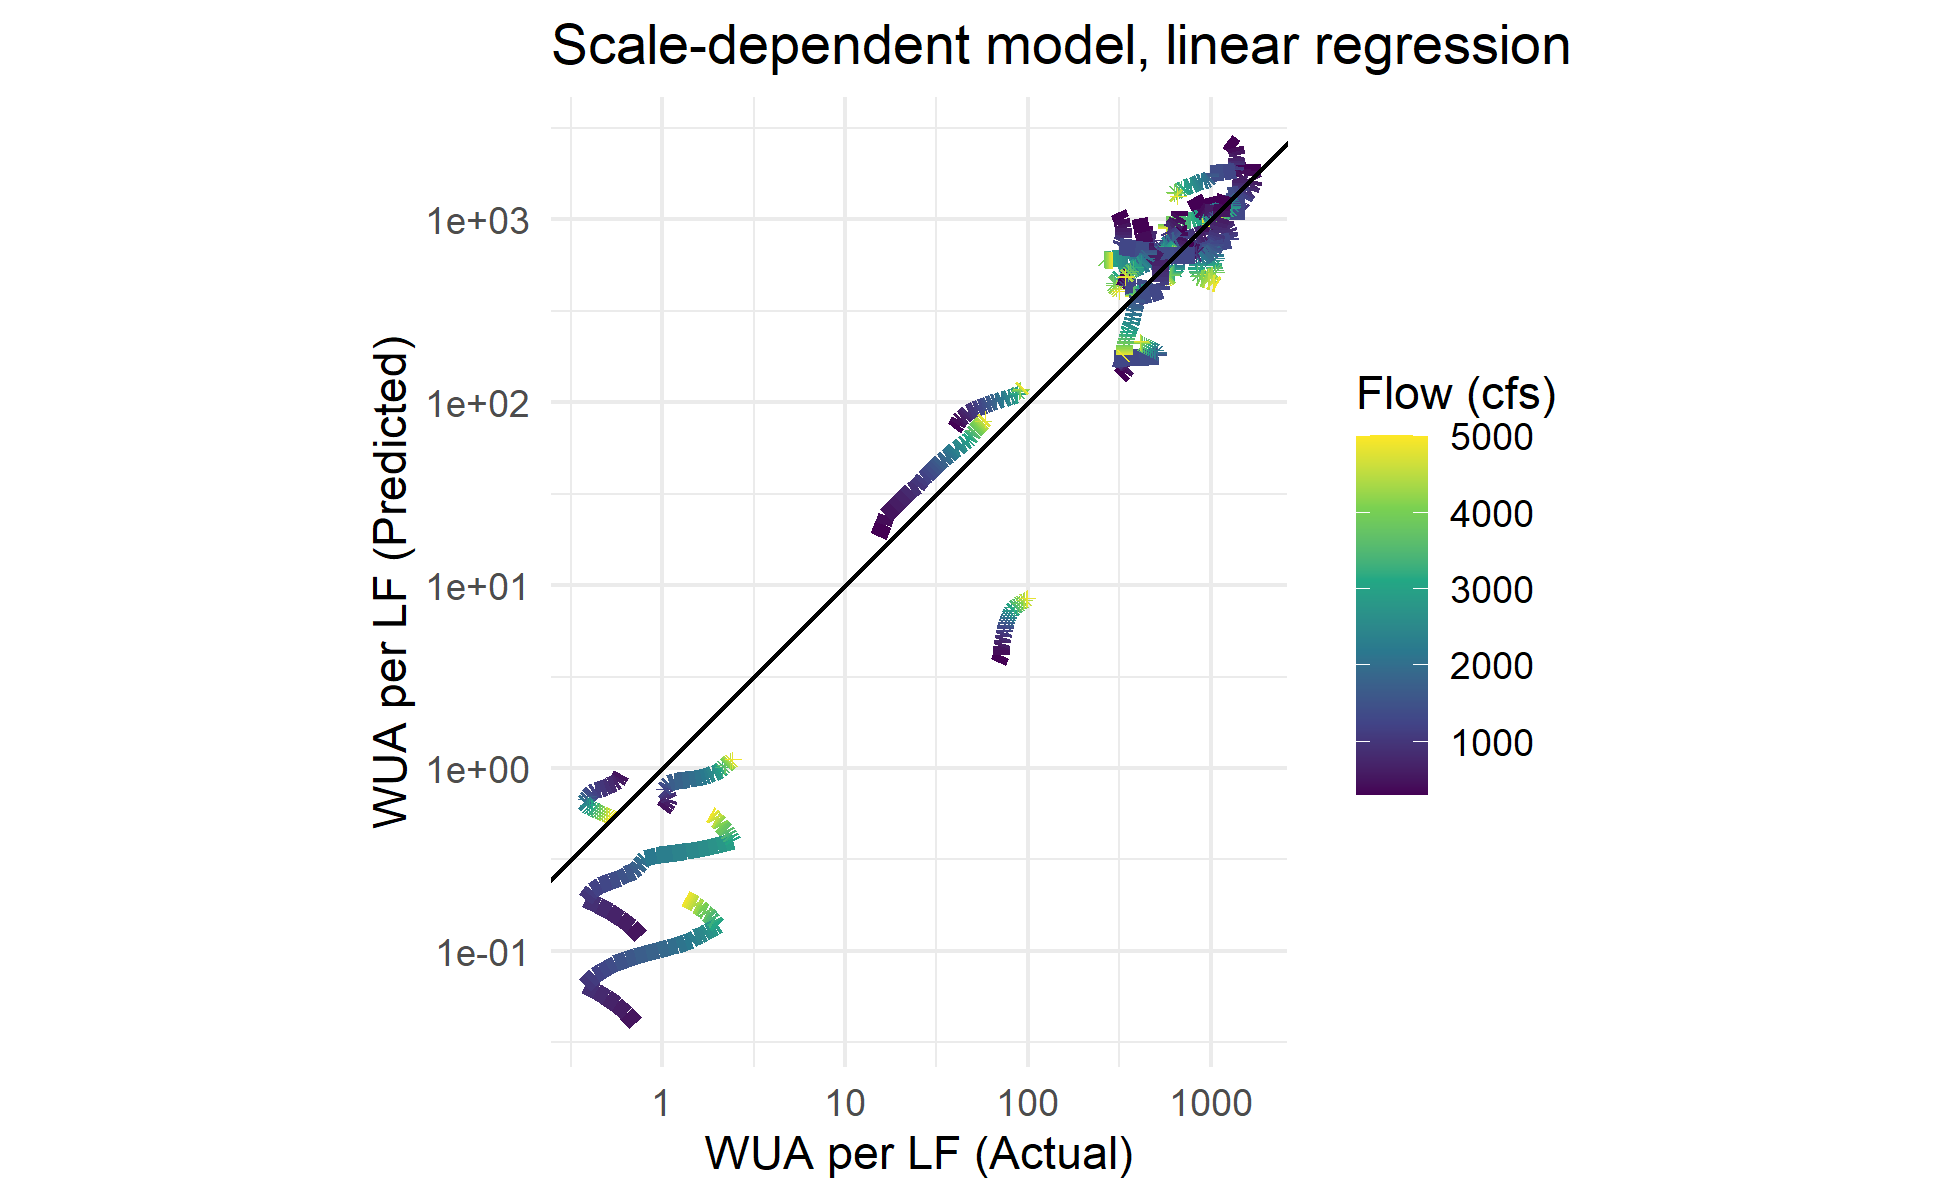 Scale-dependent model, linear regression
WUA per LF (Predicted)
1e+03
1e+02
1e+01
1e+00
1e-01
1
10
100
1000
WUA per LF (Actual)
Flow (cfs)
5000
4000
3000
2000
1000